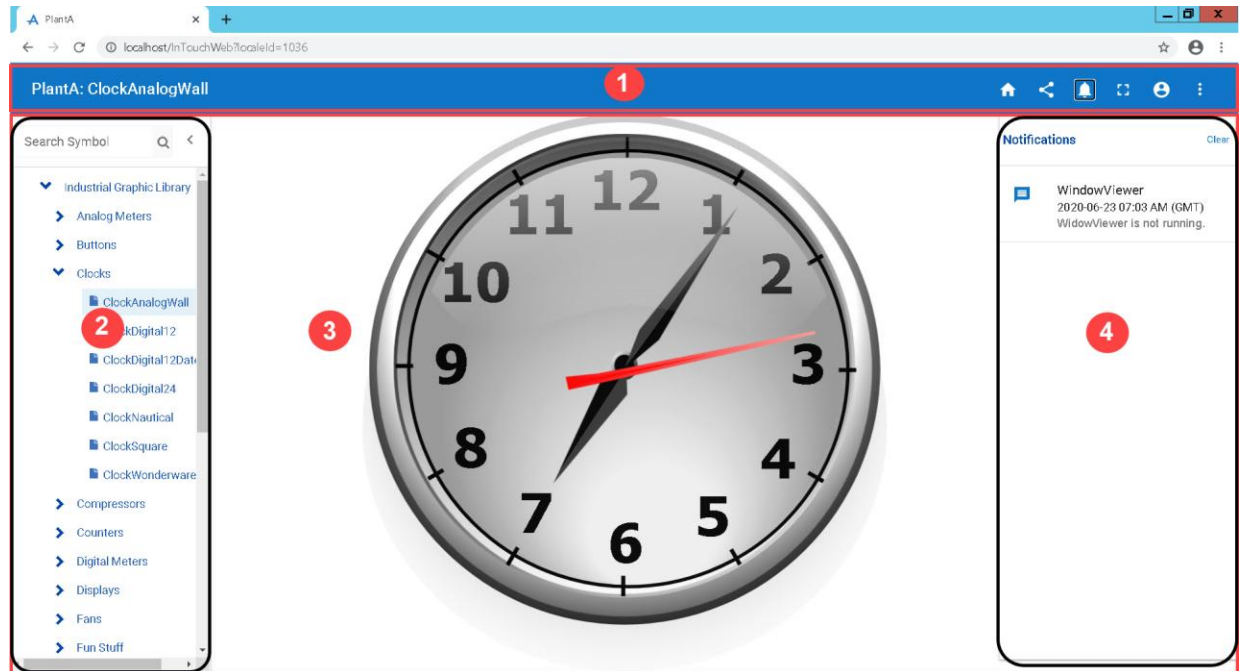 PlantA
localhost/InTouchWeb?localeId=1036
PlantA: ClockAnalogWall
1
Search Symbol
Industrial Graphic Library
Analog Meters
Buttons
Clocks
ClockAnalogWall
2
ckDigital12
ClockDigital12Date
ClockDigital24
ClockNautical
ClockSquare
ClockWonderware
Compressors
Counters
Digital Meters
Displays
Fans
Fun Stuff
3
12
1
2
3
4
5
6
7
8
9
10
11
Notifications Clear
WindowViewer
2020-06-23 07:03 AM (GMT)
WidowViewer is not running.
4